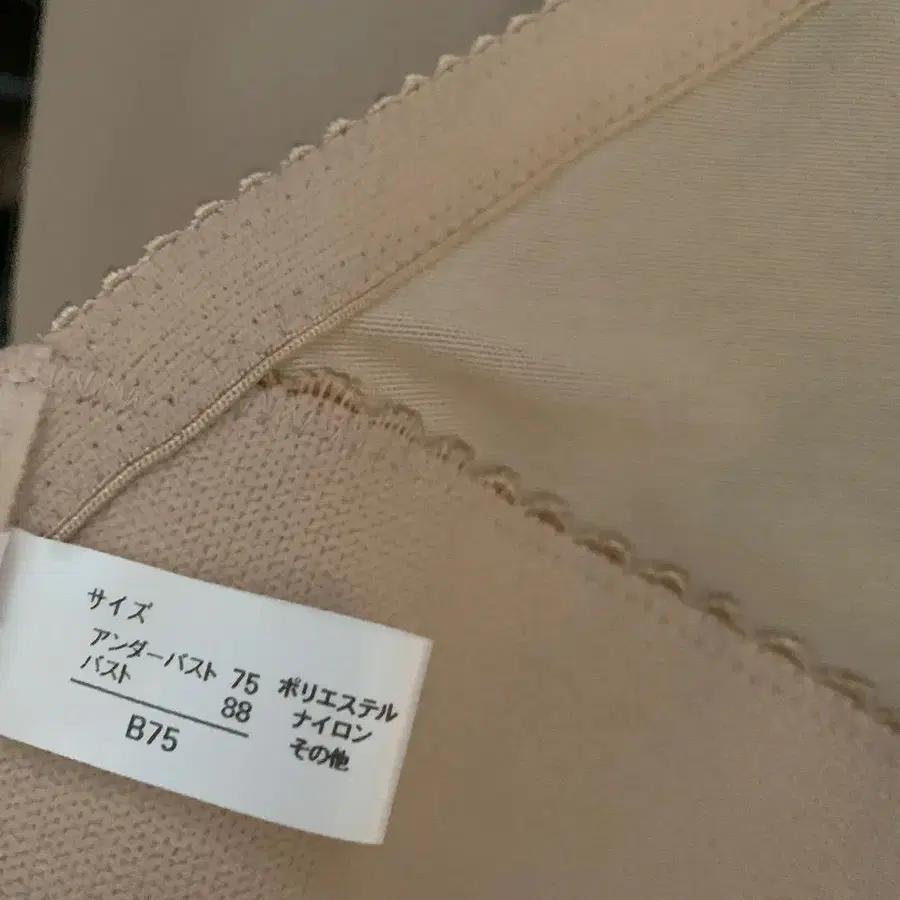 サイズ
アンダーバスト 75
バスト 88
B75
ポリエステル
ナイロン
その他